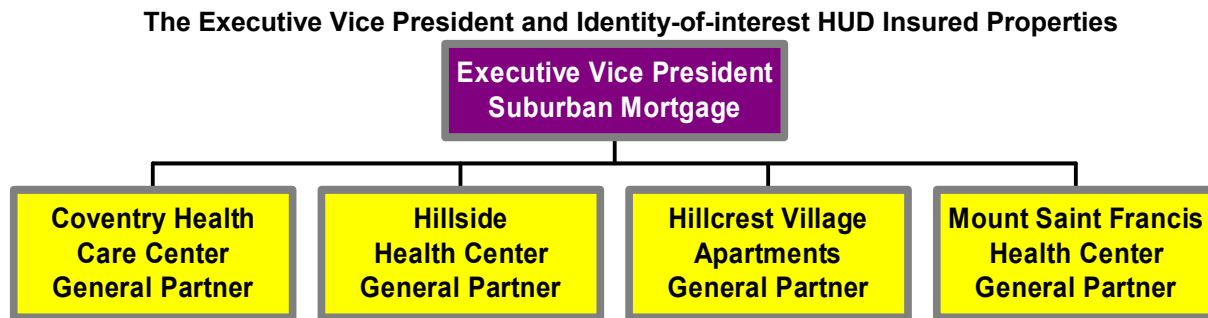 The Executive Vice President and Identity-of-interest HUD Insured Properties
Executive Vice President
Suburban Mortgage
Coventry Health
Care Center
General Partner
Hillside
Health Center
General Partner
Hillcrest Village
Apartments
General Partner
Mount Saint Francis
Health Center
General Partner